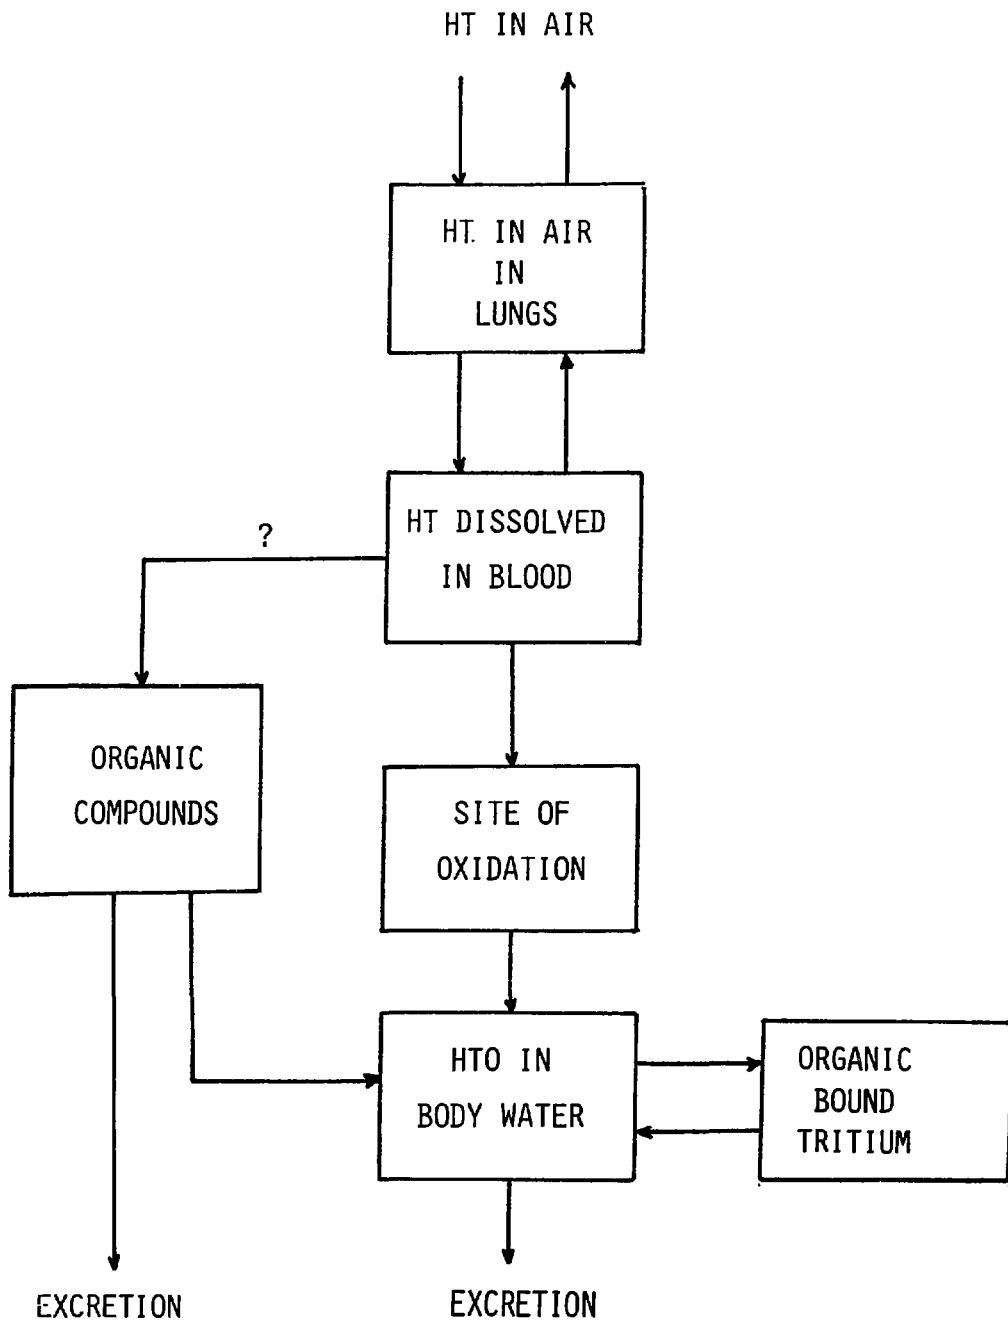 HT IN AIR
HT IN AIR
IN
LUNGS
HT DISSOLVED
IN BLOOD
?
ORGANIC
COMPOUNDS
SITE OF
OXIDATION
HTO IN
BODY WATER
ORGANIC
BOUND
TRITIUM
EXCRETION
EXCRETION